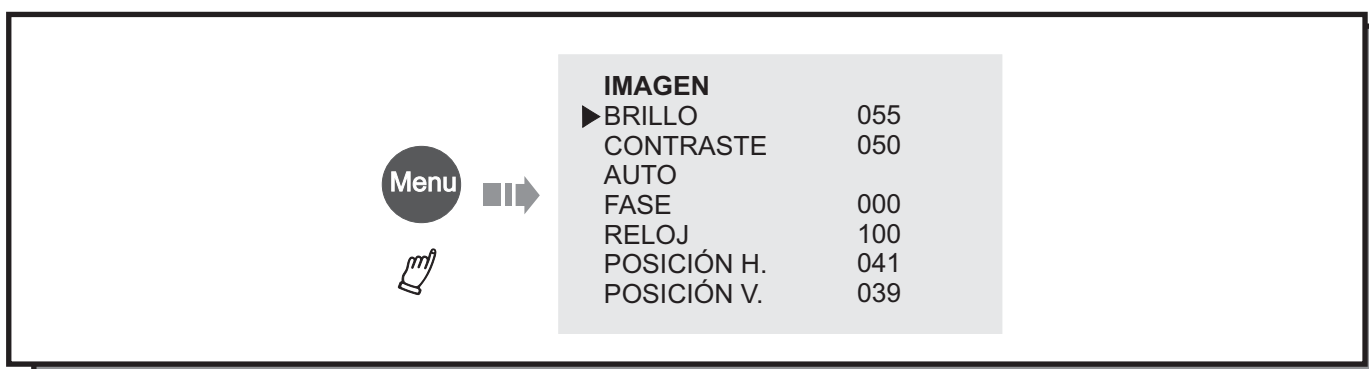 Menu
IMAGEN
BRILLO 055
CONTRASTE 050
AUTO
FASE 000
RELOJ 100
POSICIÓN H. 041
POSICIÓN V. 039